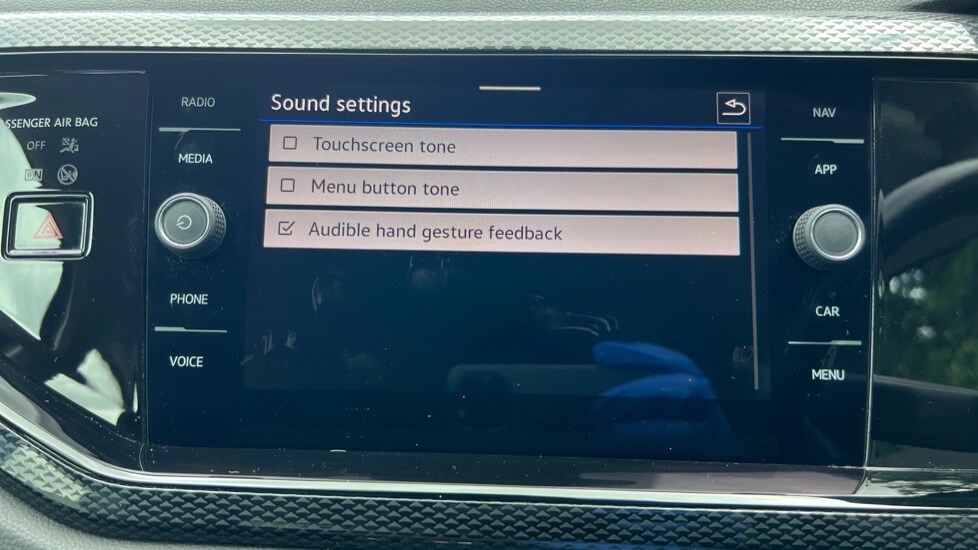 SSENGER AIR BAG
OFF
ON
RADIO
MEDIA
PHONE
VOICE
Sound settings
Touchscreen tone
Menu button tone
Audible hand gesture feedback
NAV
APP
CAR
MENU